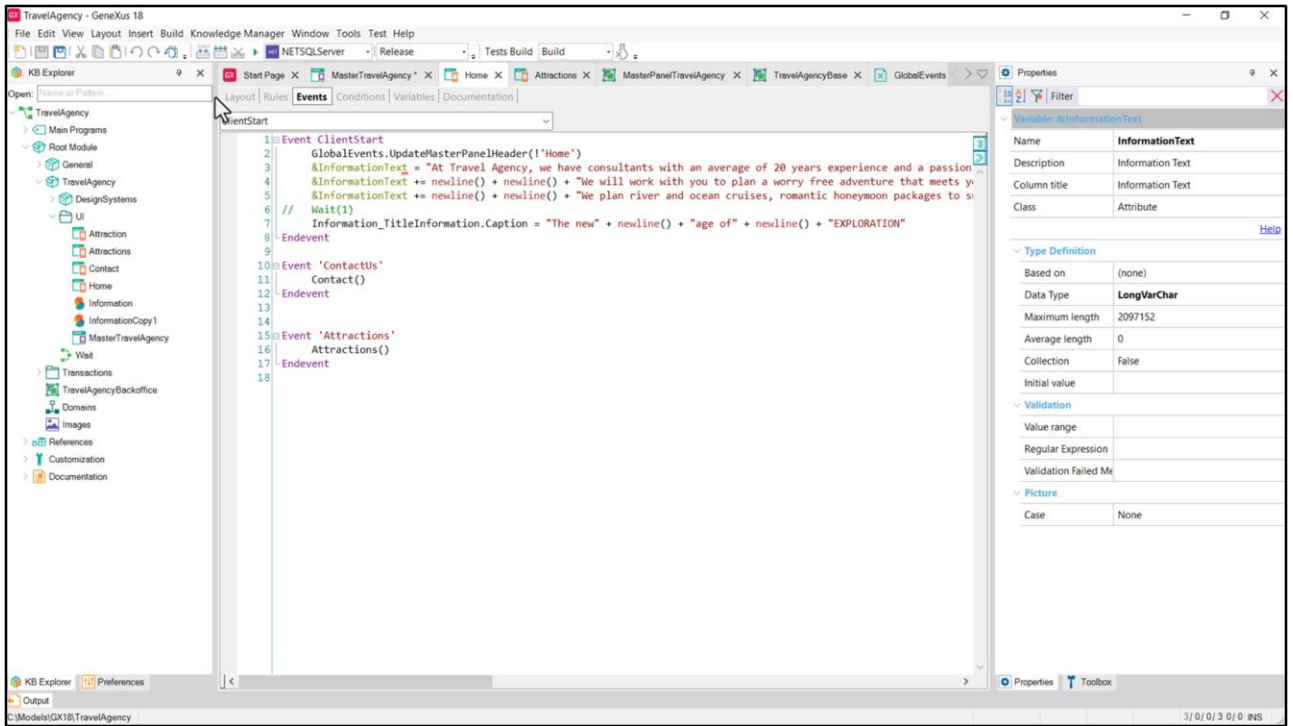 TravelAgency - GeneXus 18
File Edit View Layout Insert Build Knowledge Manager Window Tools Test Help
NETSQLServer Release Tests Build Build
KB Explorer
Open: Name or Pattern...
TravelAgency
Main Programs
Root Module
General
TravelAgency
DesignSystems
UI
Attraction
Attractions
Contact
Home
Information
InformationCopy1
MasterTravelAgency
Wait
Transactions
TravelAgencyBackoffice
Domains
Images
References
Customization
Documentation
KB Explorer Preferences
Start Page MasterTravelAgency * Home Attractions MasterPanelTravelAgency TravelAgencyBase GlobalEvents
Layout Rules Events Conditions Variables Documentation
ClientStart
1 Event ClientStart
2 GlobalEvents.UpdateMasterPanelHeader(!'Home')
3 &InformationText = "At Travel Agency, we have consultants with an average of 20 years experience and a passion
4 &InformationText += newline() + newline() + "We will work with you to plan a worry free adventure that meets
5 &InformationText += newline() + newline() + "We plan river and ocean cruises, romantic honeymoon packages to
6 // Wait(1)
7 Information_TitleInformation.Caption = "The new" + newline() + "age of" + newline() + "EXPLORATION"
8 Endevent
9
10 Event 'ContactUs'
11 Contact()
12 Endevent
13
14
15 Event 'Attractions'
16 Attractions()
17 Endevent
18
Properties
Filter
Variable: &InformationText
Name InformationText
Description Information Text
Column title Information Text
Class Attribute
Help
Type Definition
Based on (none)
Data Type LongVarChar
Maximum length 2097152
Average length 0
Collection False
Initial value
Validation
Value range
Regular Expression
Validation Failed Me
Picture
Case None
Properties Toolbox
Output
C:\Models\GX18\TravelAgency
3/ 0/ 0/ 3 0/ 0 INS